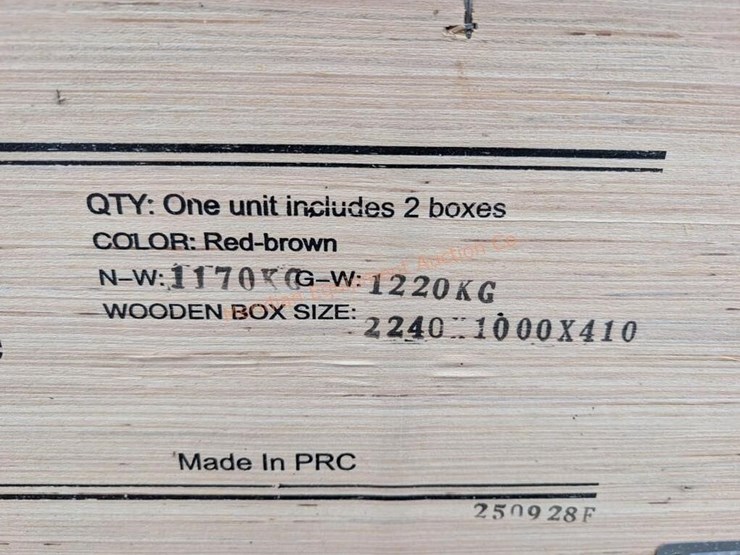 QTY: One unit includes 2 boxes
COLOR: Red-brown
N-W: 1170KG G-W: 1220KG
WOODEN BOX SIZE: 2240X1000X410
Made In PRC
250928F